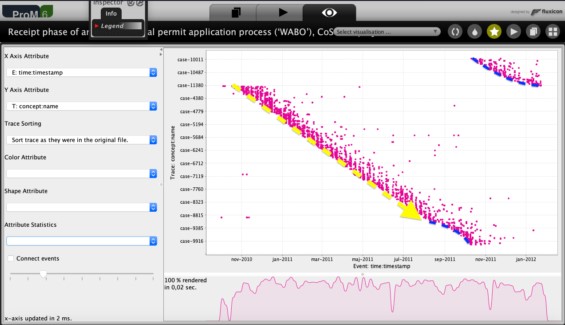 ProM 6
Inspector
Info
Legend
designed by fluxicon
Receipt phase of an
al permit application process ('WABO'), CoS
Select visualisation ...
X Axis Attribute
E: time:timestamp
Y Axis Attribute
T: concept:name
Trace Sorting
Sort trace as they were in the original file.
Color Attribute
Shape Attribute
Attribute Statistics
Connect events
x-axis updated in 2 ms.
Trace: concept:name
case-10011
case-10487
case-11380
case-4380
case-4779
case-5194
case-5684
case-6241
case-6712
case-7119
case-7760
case-8323
case-8815
case-9385
case-9916
nov-2010
jan-2011
mar-2011
maj-2011
jul-2011
sep-2011
nov-2011
jan-2012
Event: time:timestamp
100 % rendered
in 0,02 sec.